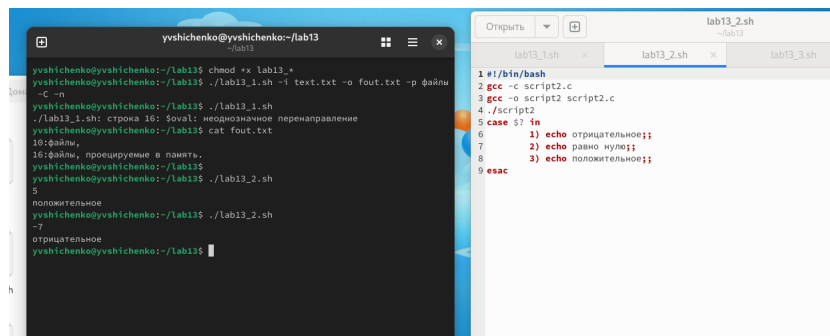 yvshichenko@yvshichenko:~/lab13
~/lab13
yvshichenko@yvshichenko:~/lab13$ chmod +x lab13_*
yvshichenko@yvshichenko:~/lab13$ ./lab13_1.sh -i text.txt -o fout.txt -p файлы
-C -n
yvshichenko@yvshichenko:~/lab13$ ./lab13_1.sh
./lab13_1.sh: строка 16: $oval: неоднозначное перенаправление
yvshichenko@yvshichenko:~/lab13$ cat fout.txt
10:файлы,
16:файлы, проецируемые в память.
yvshichenko@yvshichenko:~/lab13$
yvshichenko@yvshichenko:~/lab13$ ./lab13_2.sh
5
положительное
yvshichenko@yvshichenko:~/lab13$ ./lab13_2.sh
-7
отрицательное
yvshichenko@yvshichenko:~/lab13$
Открыть
lab13_2.sh
~/lab13
lab13_1.sh × lab13_2.sh × lab13_3.sh
1 #!/bin/bash
2 gcc -c script2.c
3 gcc -o script2 script2.c
4 ./script2
5 case $? in
6 1) echo отрицательное;;
7 2) echo равно нулю;;
8 3) echo положительное;;
9 esac